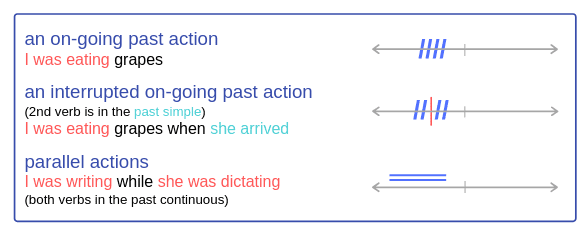 an on-going past action
I was eating grapes
an interrupted on-going past action
(2nd verb is in the past simple)
I was eating grapes when she arrived
parallel actions
I was writing while she was dictating
(both verbs in the past continuous)